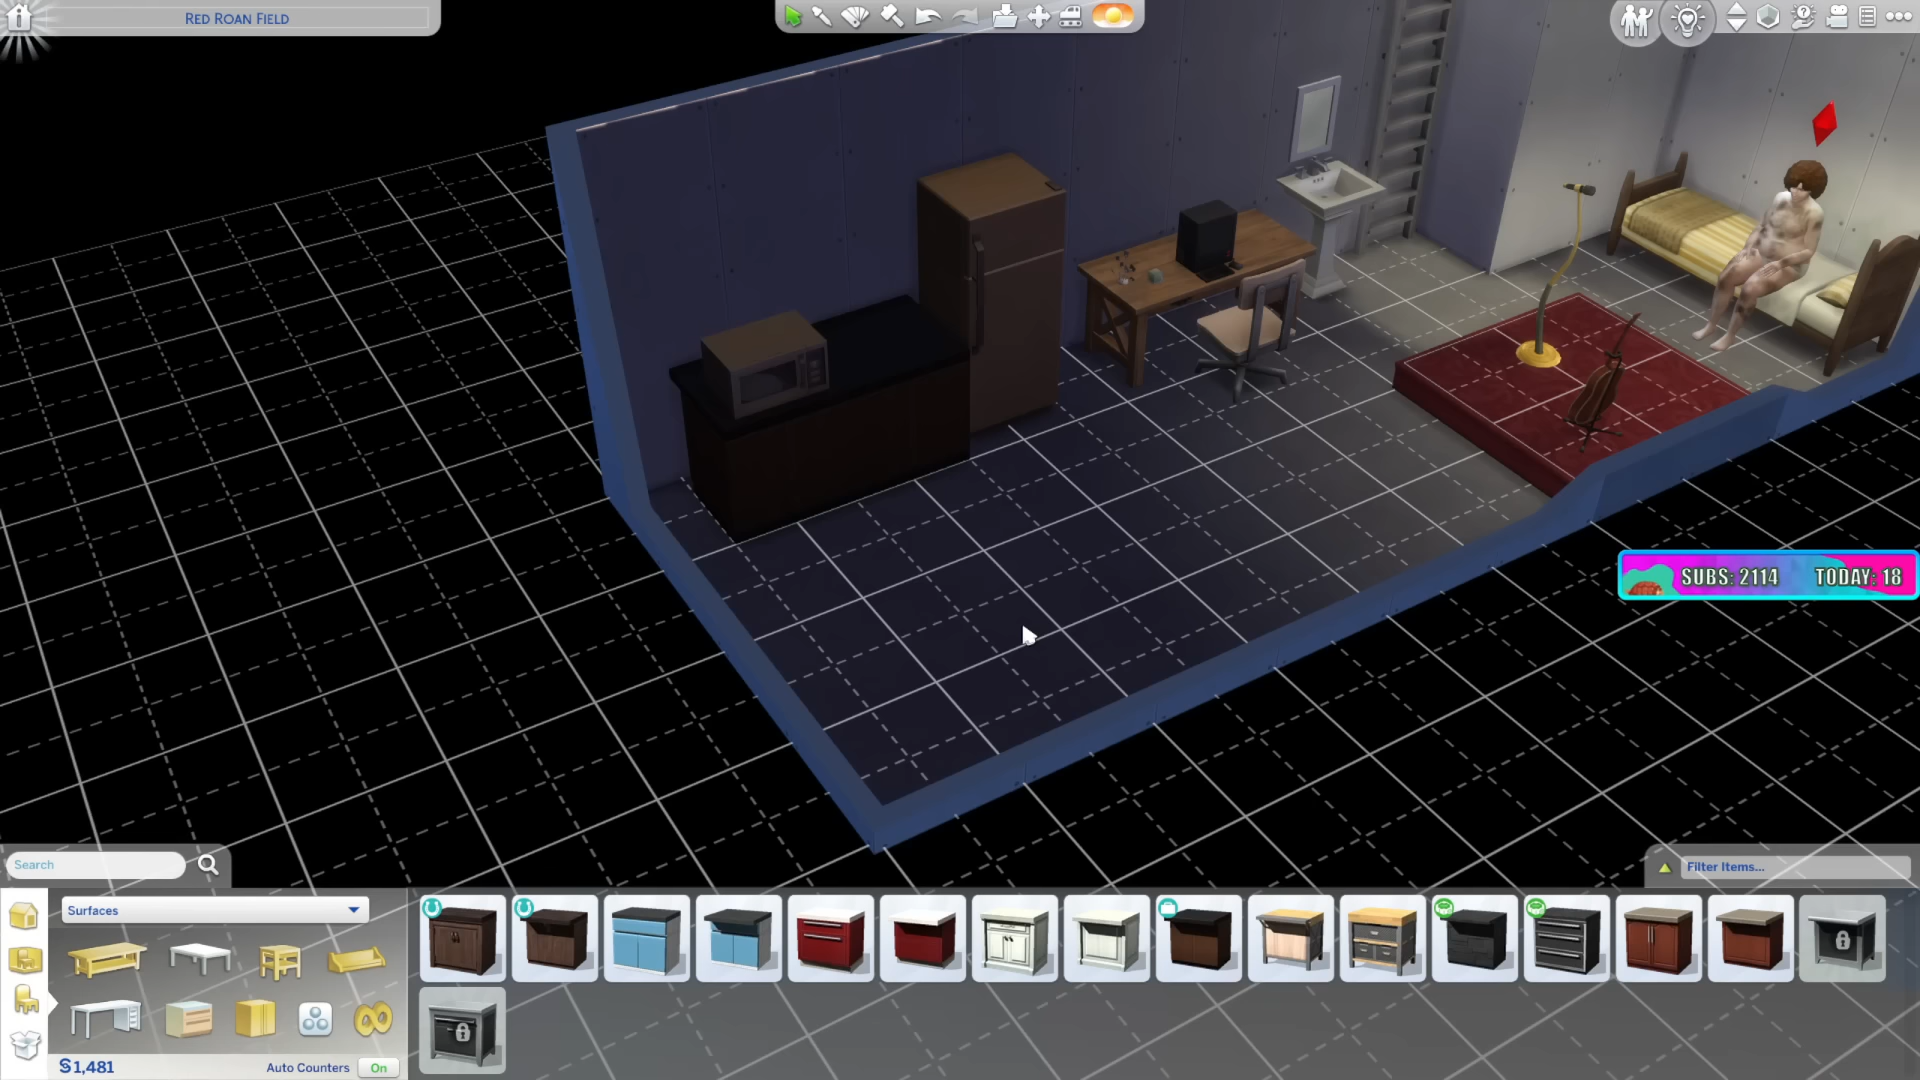 RED ROAN FIELD
SUBS: 2114 TODAY: 18
Search
Filter Items...
Surfaces
§1,481
Auto Counters On